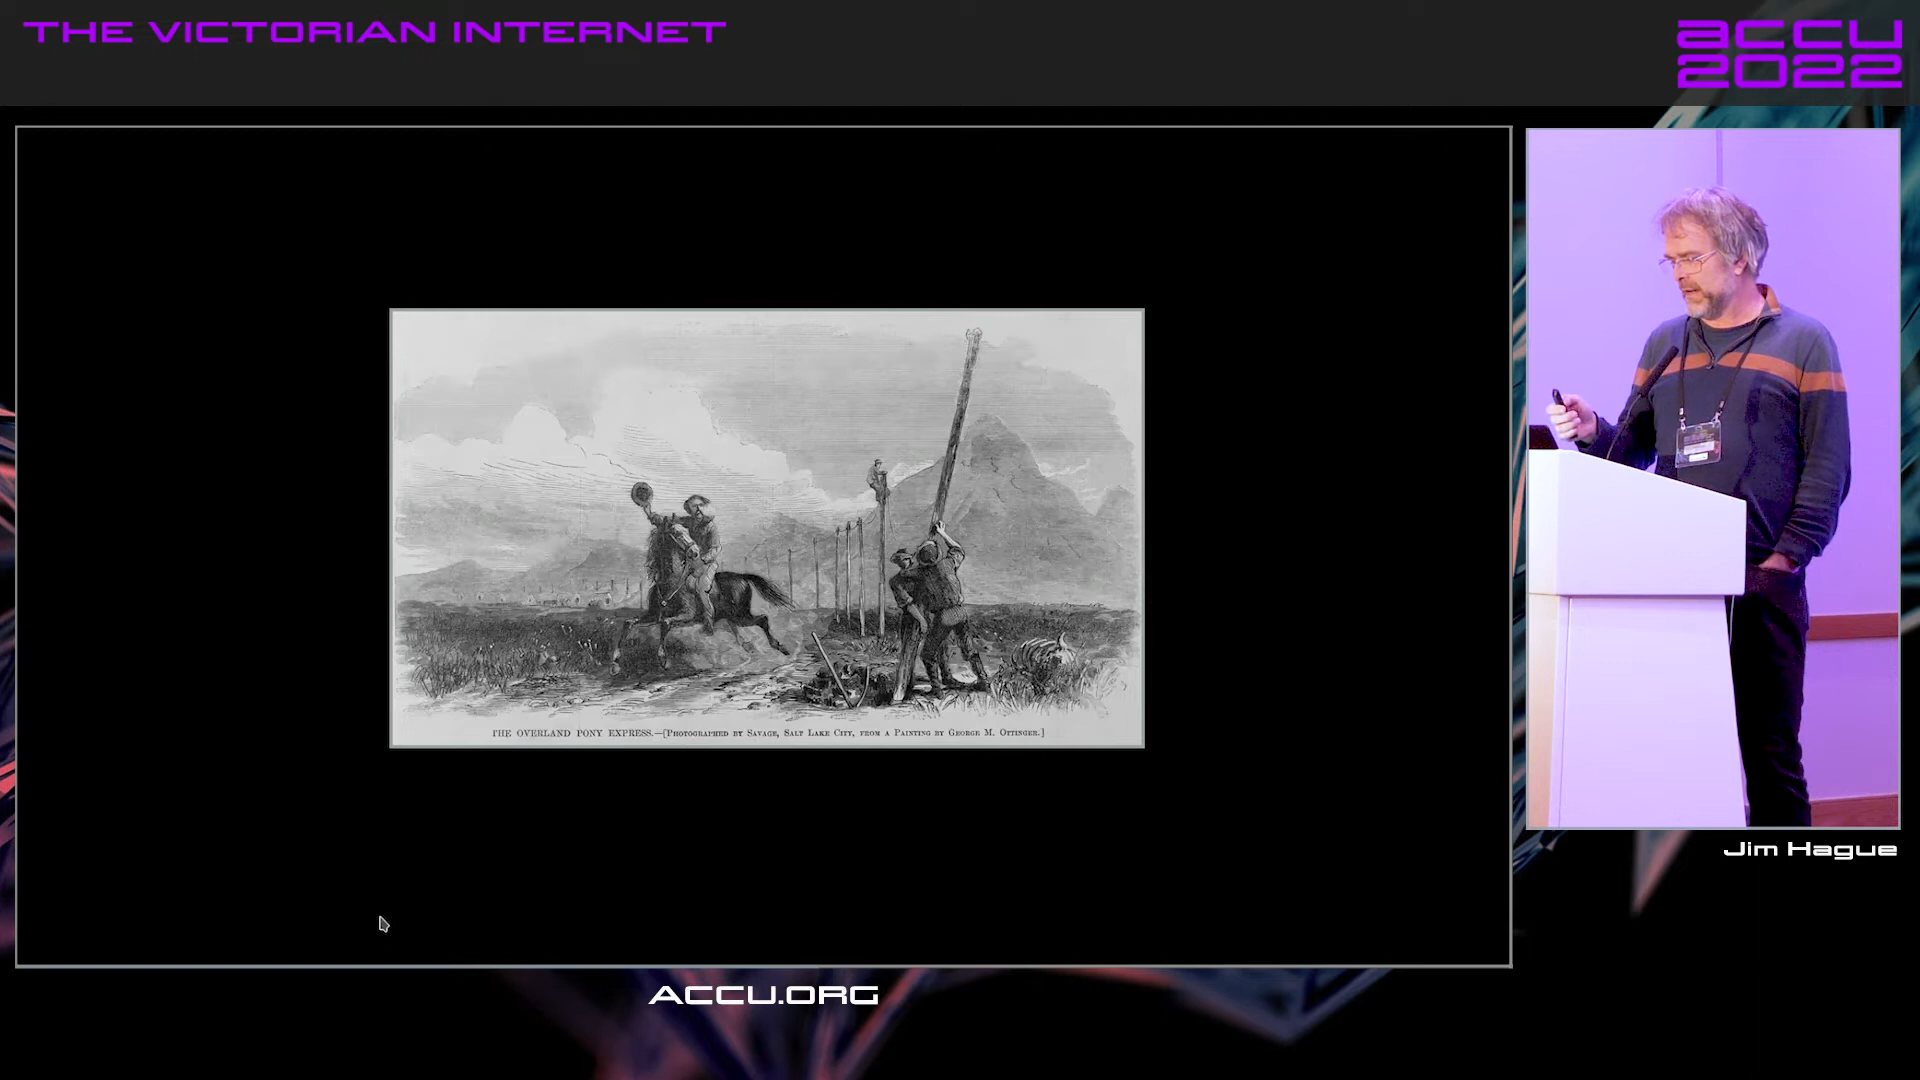 THE VICTORIAN INTERNET
accu
2022
THE OVERLAND PONY EXPRESS.—[Photographed by Savage, Salt Lake City, from a Painting by George M. Ottinger.]
Jim Hague
ACCU.ORG